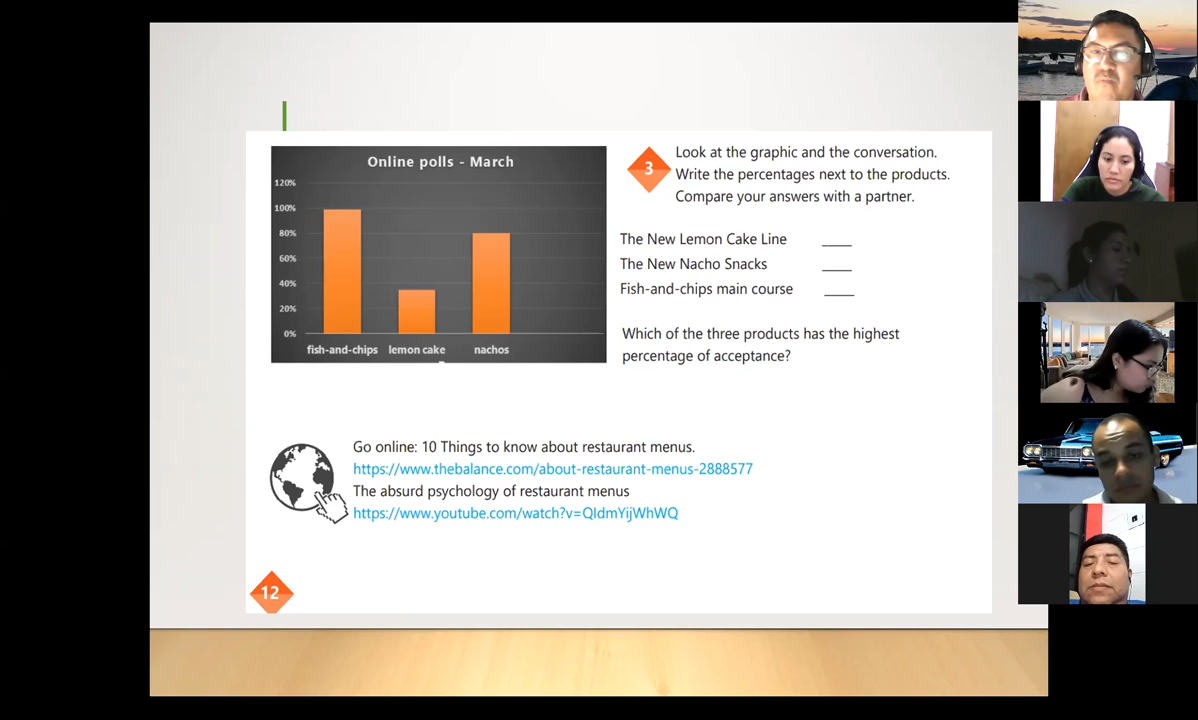 Online polls - March
120%
100%
80%
60%
40%
20%
0%
fish-and-chips lemon cake nachos
3
Look at the graphic and the conversation.
Write the percentages next to the products.
Compare your answers with a partner.
The New Lemon Cake Line ____
The New Nacho Snacks ____
Fish-and-chips main course ____
Which of the three products has the highest
percentage of acceptance?
Go online: 10 Things to know about restaurant menus.
https://www.thebalance.com/about-restaurant-menus-2888577
The absurd psychology of restaurant menus
https://www.youtube.com/watch?v=QIdmYijWhWQ
12